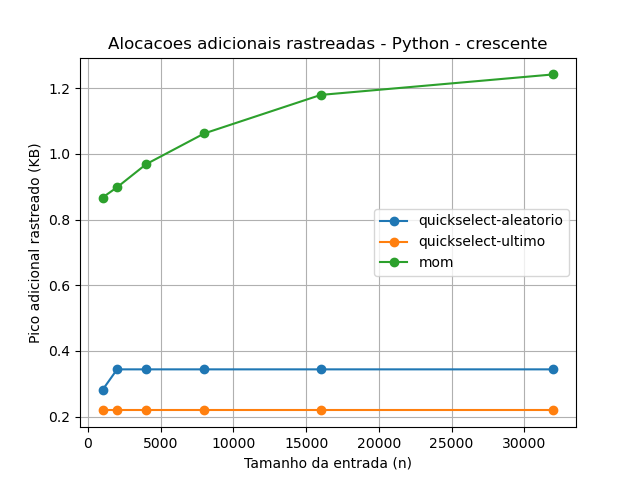 Alocacoes adicionais rastreadas - Python - crescente
Pico adicional rastreado (KB)
1.2
1.0
0.8
0.6
0.4
0.2
quickselect-aleatorio
quickselect-ultimo
mom
0 5000 10000 15000 20000 25000 30000
Tamanho da entrada (n)